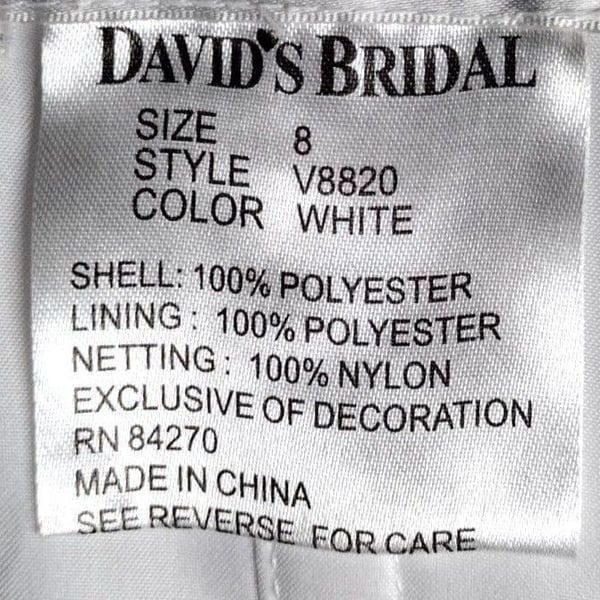 DAVID'S BRIDAL
SIZE 8
STYLE V8820
COLOR WHITE
SHELL: 100% POLYESTER
LINING: 100% POLYESTER
NETTING: 100% NYLON
EXCLUSIVE OF DECORATION
RN 84270
MADE IN CHINA
SEE REVERSE FOR CARE